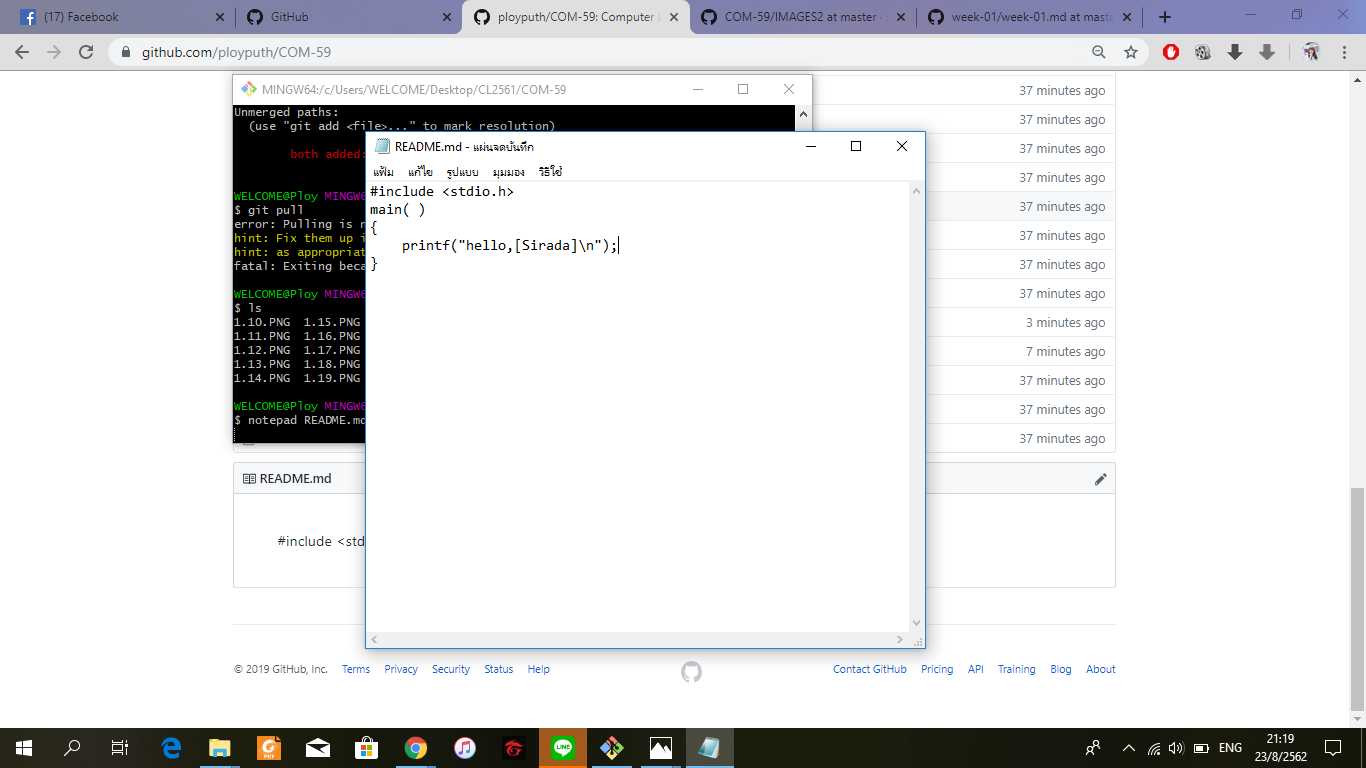 (17) Facebook
GitHub
ployputh/COM-59: Computer
COM-59/IMAGES2 at master
week-01/week-01.md at maste
github.com/ployputh/COM-59
MINGW64:/c/Users/WELCOME/Desktop/CL2561/COM-59
Unmerged paths:
(use "git add <file>..." to mark resolution)
both added:
WELCOME@Ploy MINGW6
$ git pull
error: Pulling is n
hint: Fix them up i
hint: as appropriat
fatal: Exiting beca
WELCOME@Ploy MINGW6
$ ls
1.10.PNG 1.15.PNG
1.11.PNG 1.16.PNG
1.12.PNG 1.17.PNG
1.13.PNG 1.18.PNG
1.14.PNG 1.19.PNG
WELCOME@Ploy MINGW6
$ notepad README.md
README.md - แผ่นจดบันทึก
แฟ้ม แก้ไข รูปแบบ มุมมอง วิธีใช้
#include <stdio.h>
main( )
{
printf("hello,[Sirada]\n");
}
37 minutes ago
37 minutes ago
37 minutes ago
37 minutes ago
37 minutes ago
37 minutes ago
37 minutes ago
37 minutes ago
3 minutes ago
7 minutes ago
37 minutes ago
37 minutes ago
37 minutes ago
README.md
#include <std
© 2019 GitHub, Inc. Terms Privacy Security Status Help
Contact GitHub Pricing API Training Blog About
PDF
LINE
ENG
21:19
23/8/2562